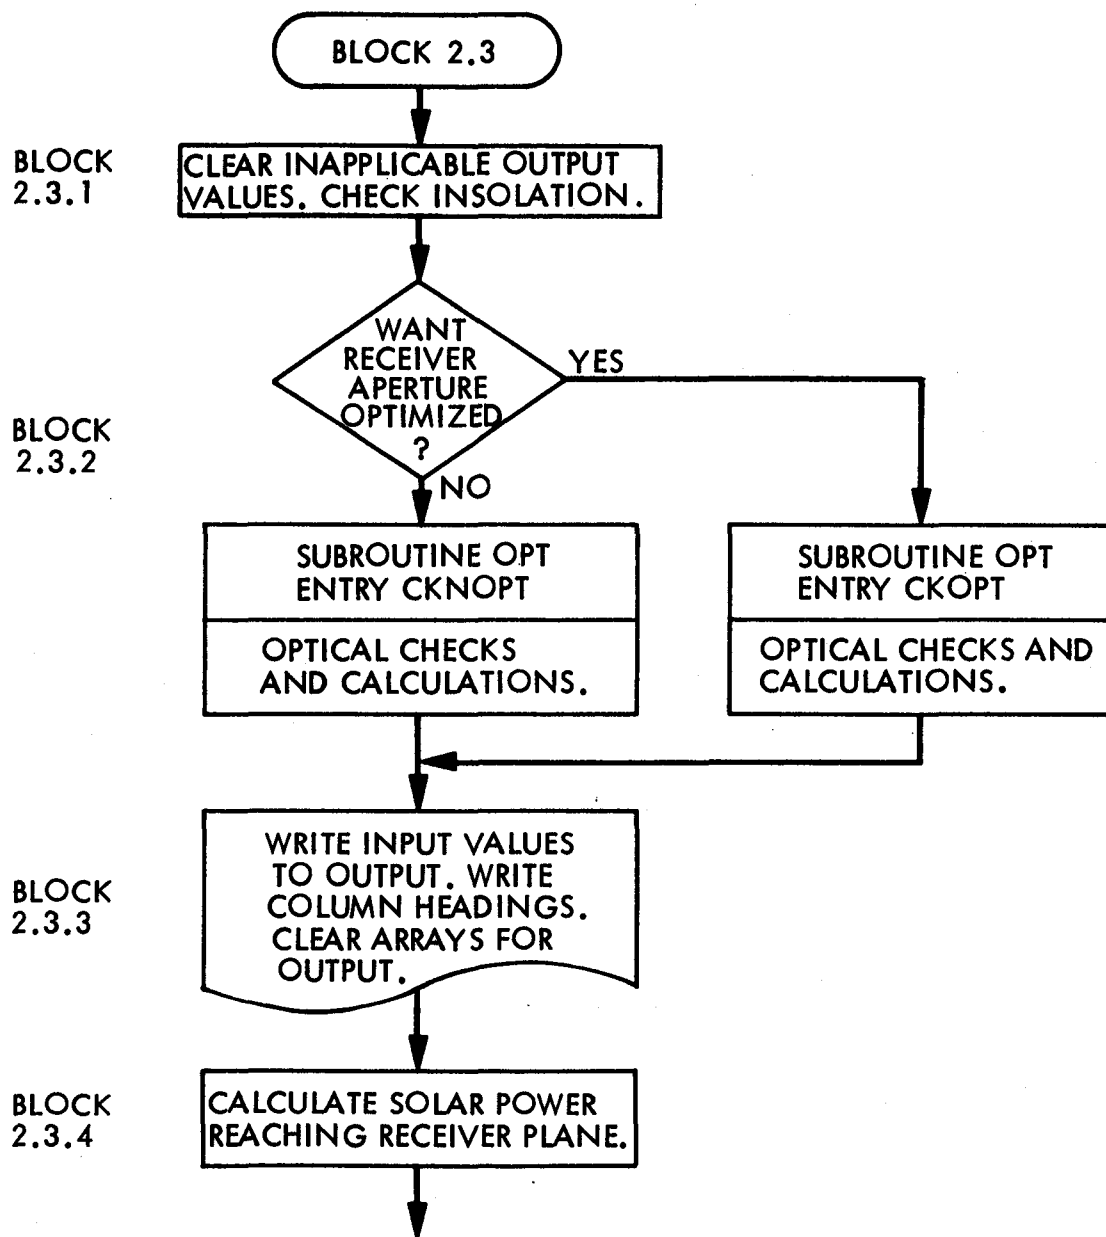 BLOCK 2.3
BLOCK
2.3.1
CLEAR INAPPLICABLE OUTPUT
VALUES. CHECK INSOLATION.
WANT
RECEIVER
APERTURE
OPTIMIZED
?
YES
BLOCK
2.3.2
NO
SUBROUTINE OPT
ENTRY CKNOPT
OPTICAL CHECKS
AND CALCULATIONS.
SUBROUTINE OPT
ENTRY CKOPT
OPTICAL CHECKS AND
CALCULATIONS.
BLOCK
2.3.3
WRITE INPUT VALUES
TO OUTPUT. WRITE
COLUMN HEADINGS.
CLEAR ARRAYS FOR
OUTPUT.
BLOCK
2.3.4
CALCULATE SOLAR POWER
REACHING RECEIVER PLANE.